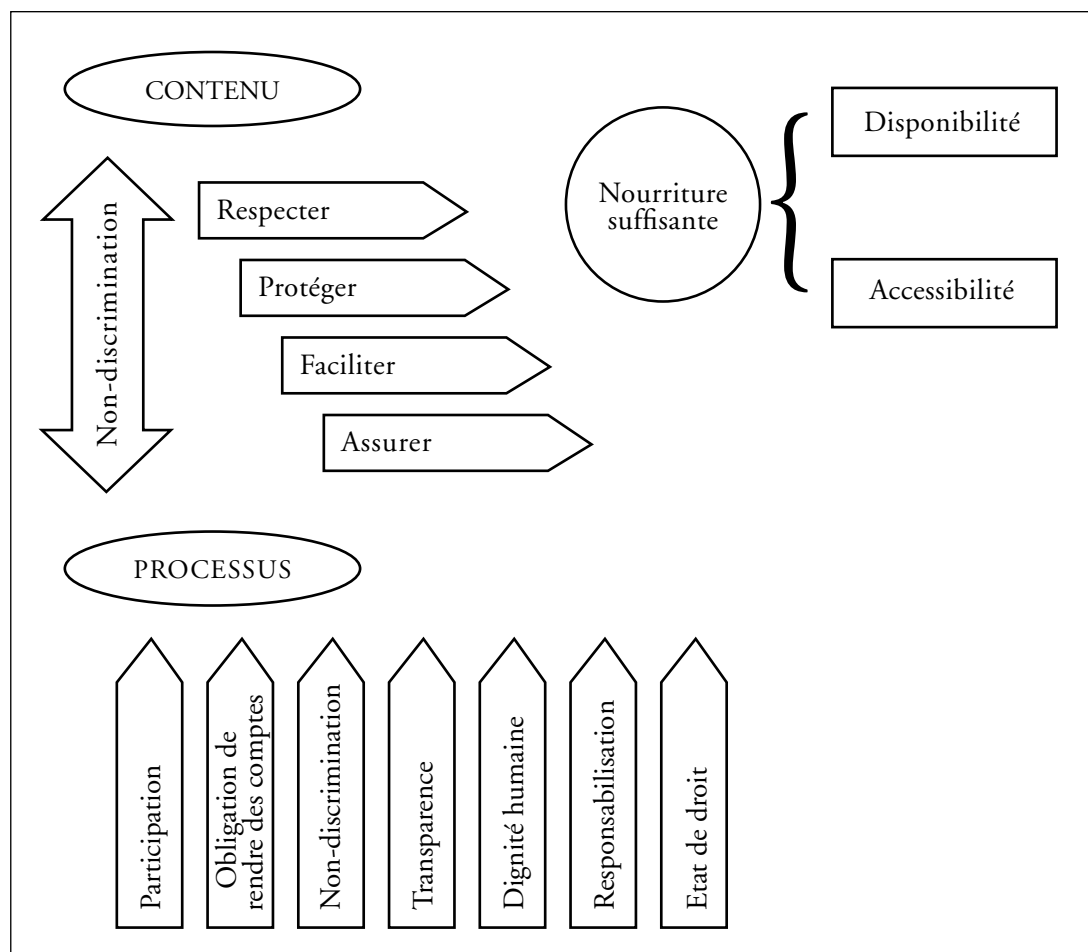 CONTENU
Non-discrimination
Respecter
Protéger
Faciliter
Assurer
Nourriture
suffisante
Disponibilité
Accessibilité
PROCESSUS
Participation
Obligation de
rendre des comptes
Non-discrimination
Transparence
Dignité humaine
Responsabilisation
Etat de droit